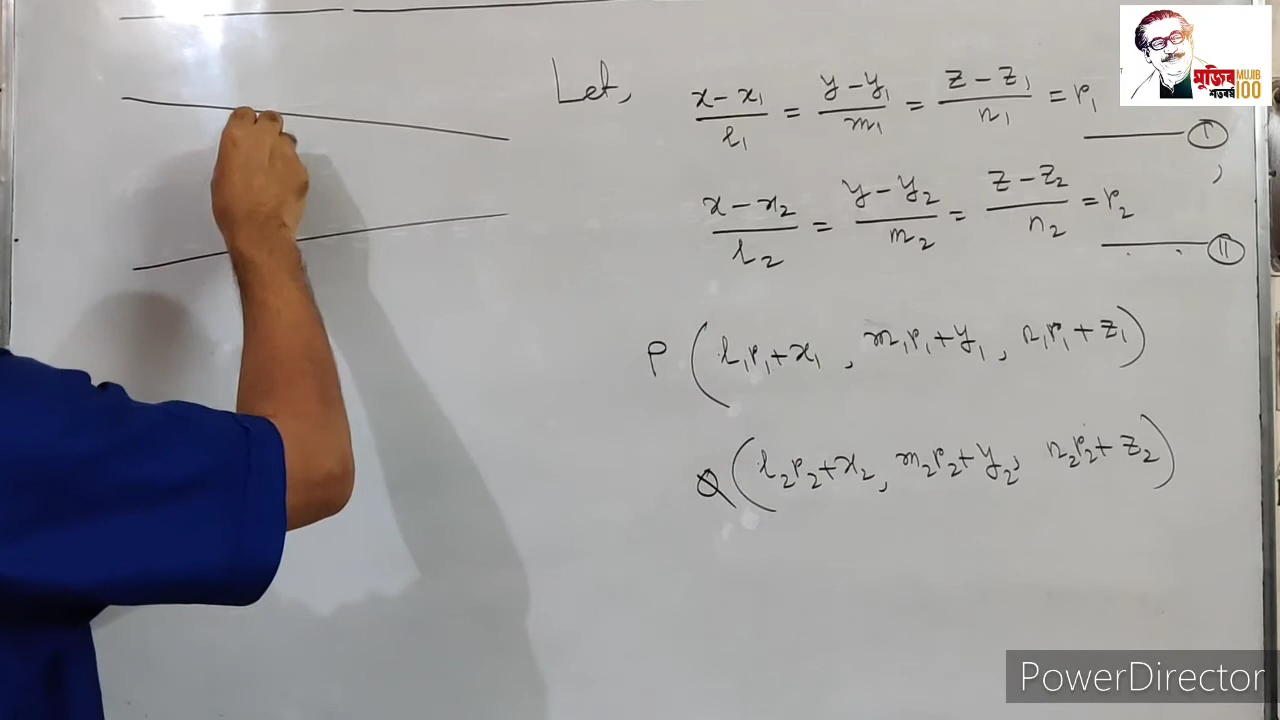 Let, (x - x₁)/l₁ = (y - y₁)/m₁ = (z - z₁)/n₁ = r₁ —— (I)
,
(x - x₂)/l₂ = (y - y₂)/m₂ = (z - z₂)/n₂ = r₂ —— (II)
P (l₁r₁ + x₁, m₁r₁ + y₁, n₁r₁ + z₁)
Q (l₂r₂ + x₂, m₂r₂ + y₂, n₂r₂ + z₂)
মুজিব
শতবর্ষ
MUJIB
100
PowerDirector